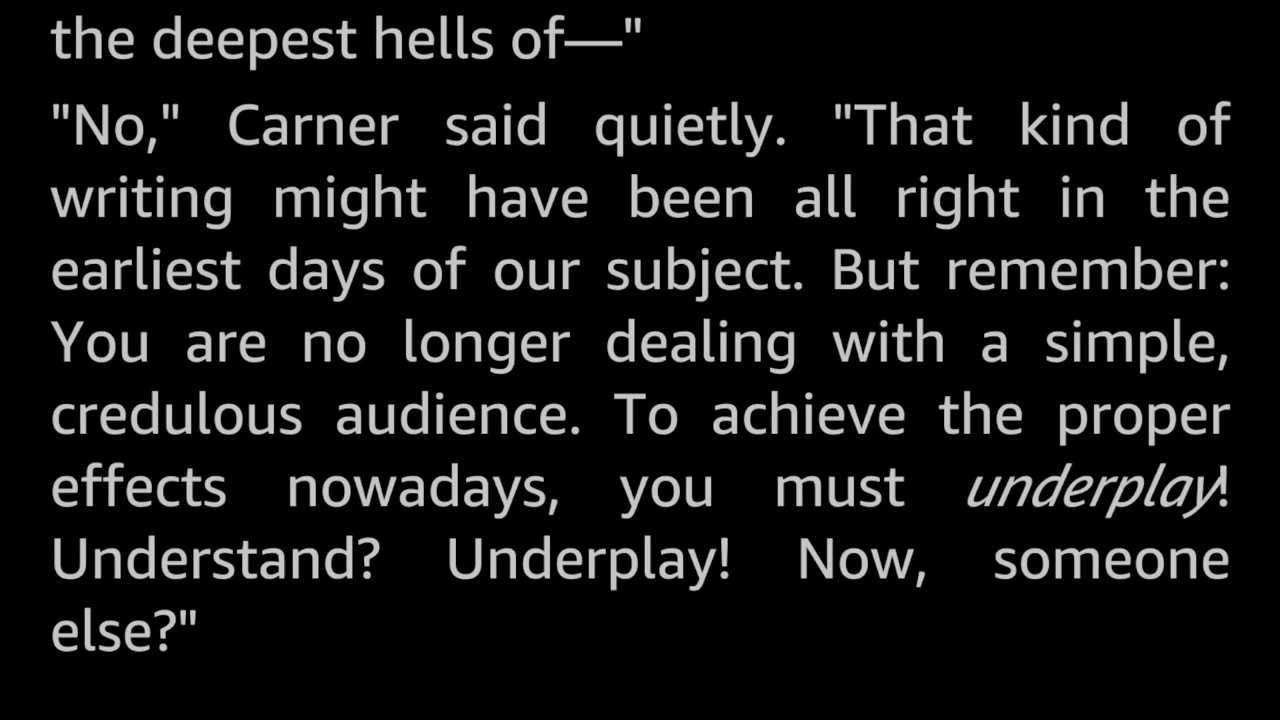 the deepest hells of—"
"No," Carner said quietly. "That kind of
writing might have been all right in the
earliest days of our subject. But remember:
You are no longer dealing with a simple,
credulous audience. To achieve the proper
effects nowadays, you must underplay!
Understand? Underplay! Now, someone
else?"